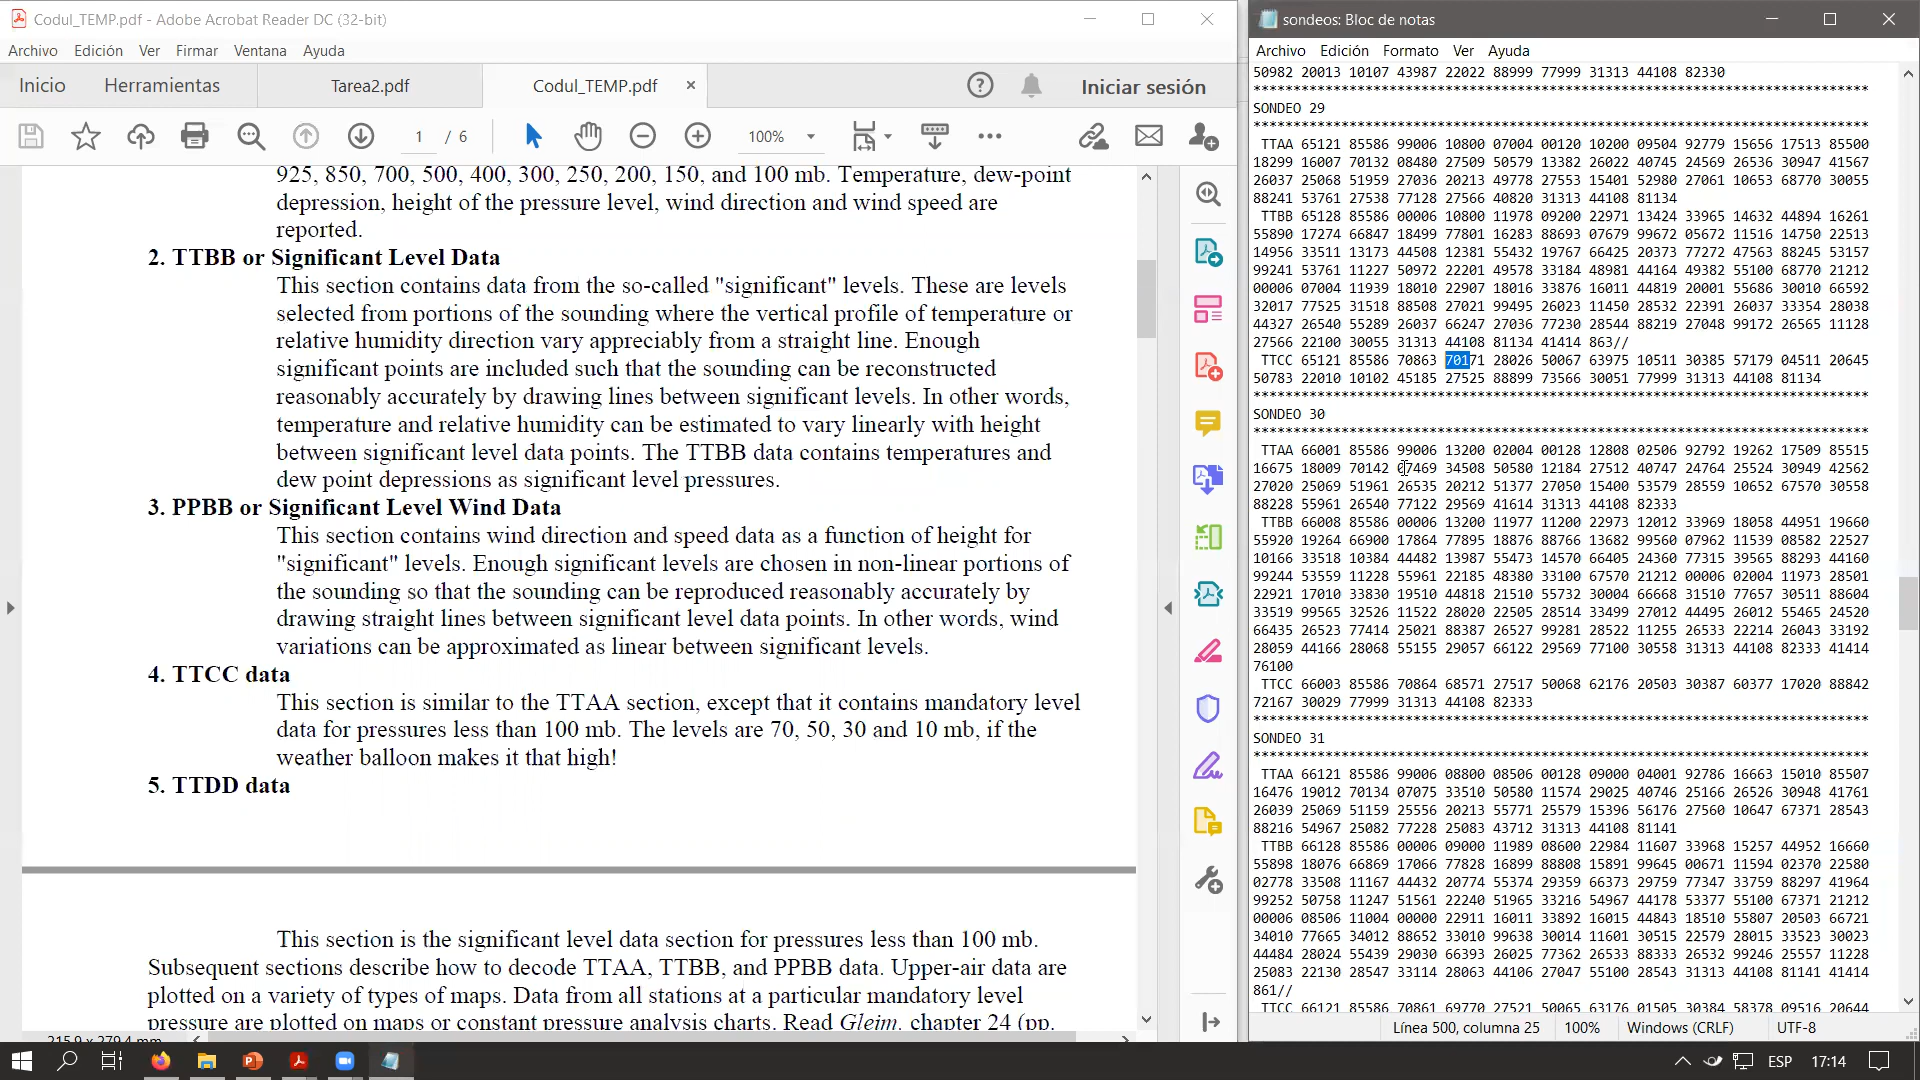 Codul_TEMP.pdf - Adobe Acrobat Reader DC (32-bit)
Archivo Edición Ver Firmar Ventana Ayuda
Inicio Herramientas Tarea2.pdf Codul_TEMP.pdf × Iniciar sesión
1 / 6 100%
925, 850, 700, 500, 400, 300, 250, 200, 150, and 100 mb. Temperature, dew-point
depression, height of the pressure level, wind direction and wind speed are
reported.
2. TTBB or Significant Level Data
This section contains data from the so-called "significant" levels. These are levels
selected from portions of the sounding where the vertical profile of temperature or
relative humidity direction vary appreciably from a straight line. Enough
significant points are included such that the sounding can be reconstructed
reasonably accurately by drawing lines between significant levels. In other words,
temperature and relative humidity can be estimated to vary linearly with height
between significant level data points. The TTBB data contains temperatures and
dew point depressions as significant level pressures.
3. PPBB or Significant Level Wind Data
This section contains wind direction and speed data as a function of height for
"significant" levels. Enough significant levels are chosen in non-linear portions of
the sounding so that the sounding can be reproduced reasonably accurately by
drawing straight lines between significant level data points. In other words, wind
variations can be approximated as linear between significant levels.
4. TTCC data
This section is similar to the TTAA section, except that it contains mandatory level
data for pressures less than 100 mb. The levels are 70, 50, 30 and 10 mb, if the
weather balloon makes it that high!
5. TTDD data
This section is the significant level data section for pressures less than 100 mb.
Subsequent sections describe how to decode TTAA, TTBB, and PPBB data. Upper-air data are
plotted on a variety of types of maps. Data from all stations at a particular mandatory level
pressure are plotted on maps or constant pressure analysis charts. Read Gleim, chapter 24 (pp.
215,9 x 279,4 mm
sondeos: Bloc de notas
Archivo Edición Formato Ver Ayuda
50982 20013 10107 43987 22022 88999 77999 31313 44108 82330
******************************************************************************
SONDEO 29
******************************************************************************
TTAA 65121 85586 99006 10800 07004 00120 10200 09504 92779 15656 17513 85500
18299 16007 70132 08480 27509 50579 13382 26022 40745 24569 26536 30947 41567
26037 25068 51959 27036 20213 49778 27553 15401 52980 27061 10653 68770 30055
88241 53761 27538 77128 27566 40820 31313 44108 81134
TTBB 65128 85586 00006 10800 11978 09200 22971 13424 33965 14632 44894 16261
55890 17274 66847 18499 77801 16283 88693 07679 99672 05672 11516 14750 22513
14956 33511 13173 44508 12381 55432 19767 66425 20373 77272 47563 88245 53157
99241 53761 11227 50972 22201 49578 33184 48981 44164 49382 55100 68770 21212
00006 07004 11939 18010 22907 18016 33876 16011 44819 20001 55686 30010 66592
32017 77525 31518 88508 27021 99495 26023 11450 28532 22391 26037 33354 28038
44327 26540 55289 26037 66247 27036 77230 28544 88219 27048 99172 26565 11128
27566 22100 30055 31313 44108 81134 41414 863//
TTCC 65121 85586 70863 70171 28026 50067 63975 10511 30385 57179 04511 20645
50783 22010 10102 45185 27525 88899 73566 30051 77999 31313 44108 81134
******************************************************************************
SONDEO 30
******************************************************************************
TTAA 66001 85586 99006 13200 02004 00128 12808 02506 92792 19262 17509 85515
16675 18009 70142 07469 34508 50580 12184 27512 40747 24764 25524 30949 42562
27020 25069 51961 26535 20212 51377 27050 15400 53579 28559 10652 67570 30558
88228 55961 26540 77122 29569 41614 31313 44108 82333
TTBB 66008 85586 00006 13200 11977 11200 22973 12012 33969 18058 44951 19660
55920 19264 66900 17864 77895 18876 88766 13682 99560 07962 11539 08582 22527
10166 33518 10384 44482 13987 55473 14570 66405 24360 77315 39565 88293 44160
99244 53559 11228 55961 22185 48380 33100 67570 21212 00006 02004 11973 28501
22921 17010 33830 19510 44818 21510 55732 30004 66668 31510 77657 30511 88604
33519 99565 32526 11522 28020 22505 28514 33499 27012 44495 26012 55465 24520
66435 26523 77414 25021 88387 26527 99281 28522 11255 26533 22214 26043 33192
28059 44166 28068 55155 29057 66122 29569 77100 30558 31313 44108 82333 41414
76100
TTCC 66003 85586 70864 68571 27517 50068 62176 20503 30387 60377 17020 88842
72167 30029 77999 31313 44108 82333
******************************************************************************
SONDEO 31
******************************************************************************
TTAA 66121 85586 99006 08800 08506 00128 09000 04001 92786 16663 15010 85507
16476 19012 70134 07075 33510 50580 11574 29025 40746 25166 26526 30948 41761
26039 25069 51159 25556 20213 55771 25579 15396 56176 27560 10647 67371 28543
88216 54967 25082 77228 25083 43712 31313 44108 81141
TTBB 66128 85586 00006 09000 11989 08600 22984 11607 33968 15257 44952 16660
55898 18076 66869 17066 77828 16899 88808 15891 99645 00671 11594 02370 22580
02778 33508 11167 44432 20774 55374 29359 66373 29759 77347 33759 88297 41964
99252 50758 11247 51561 22240 51965 33216 54967 44178 53377 55100 67371 21212
00006 08506 11004 00000 22911 16011 33892 16015 44843 18510 55807 20503 66721
34010 77665 34012 88652 33010 99638 30014 11601 30515 22579 28015 33523 30023
44484 28024 55439 29030 66393 26025 77362 26533 88333 26532 99246 25557 11228
25083 22130 28547 33114 28063 44106 27047 55100 28543 31313 44108 81141 41414
861//
TTCC 66121 85586 70861 69770 27521 50065 63176 01505 30384 58378 09516 20644
Línea 500, columna 25 100% Windows (CRLF) UTF-8
ESP 17:14